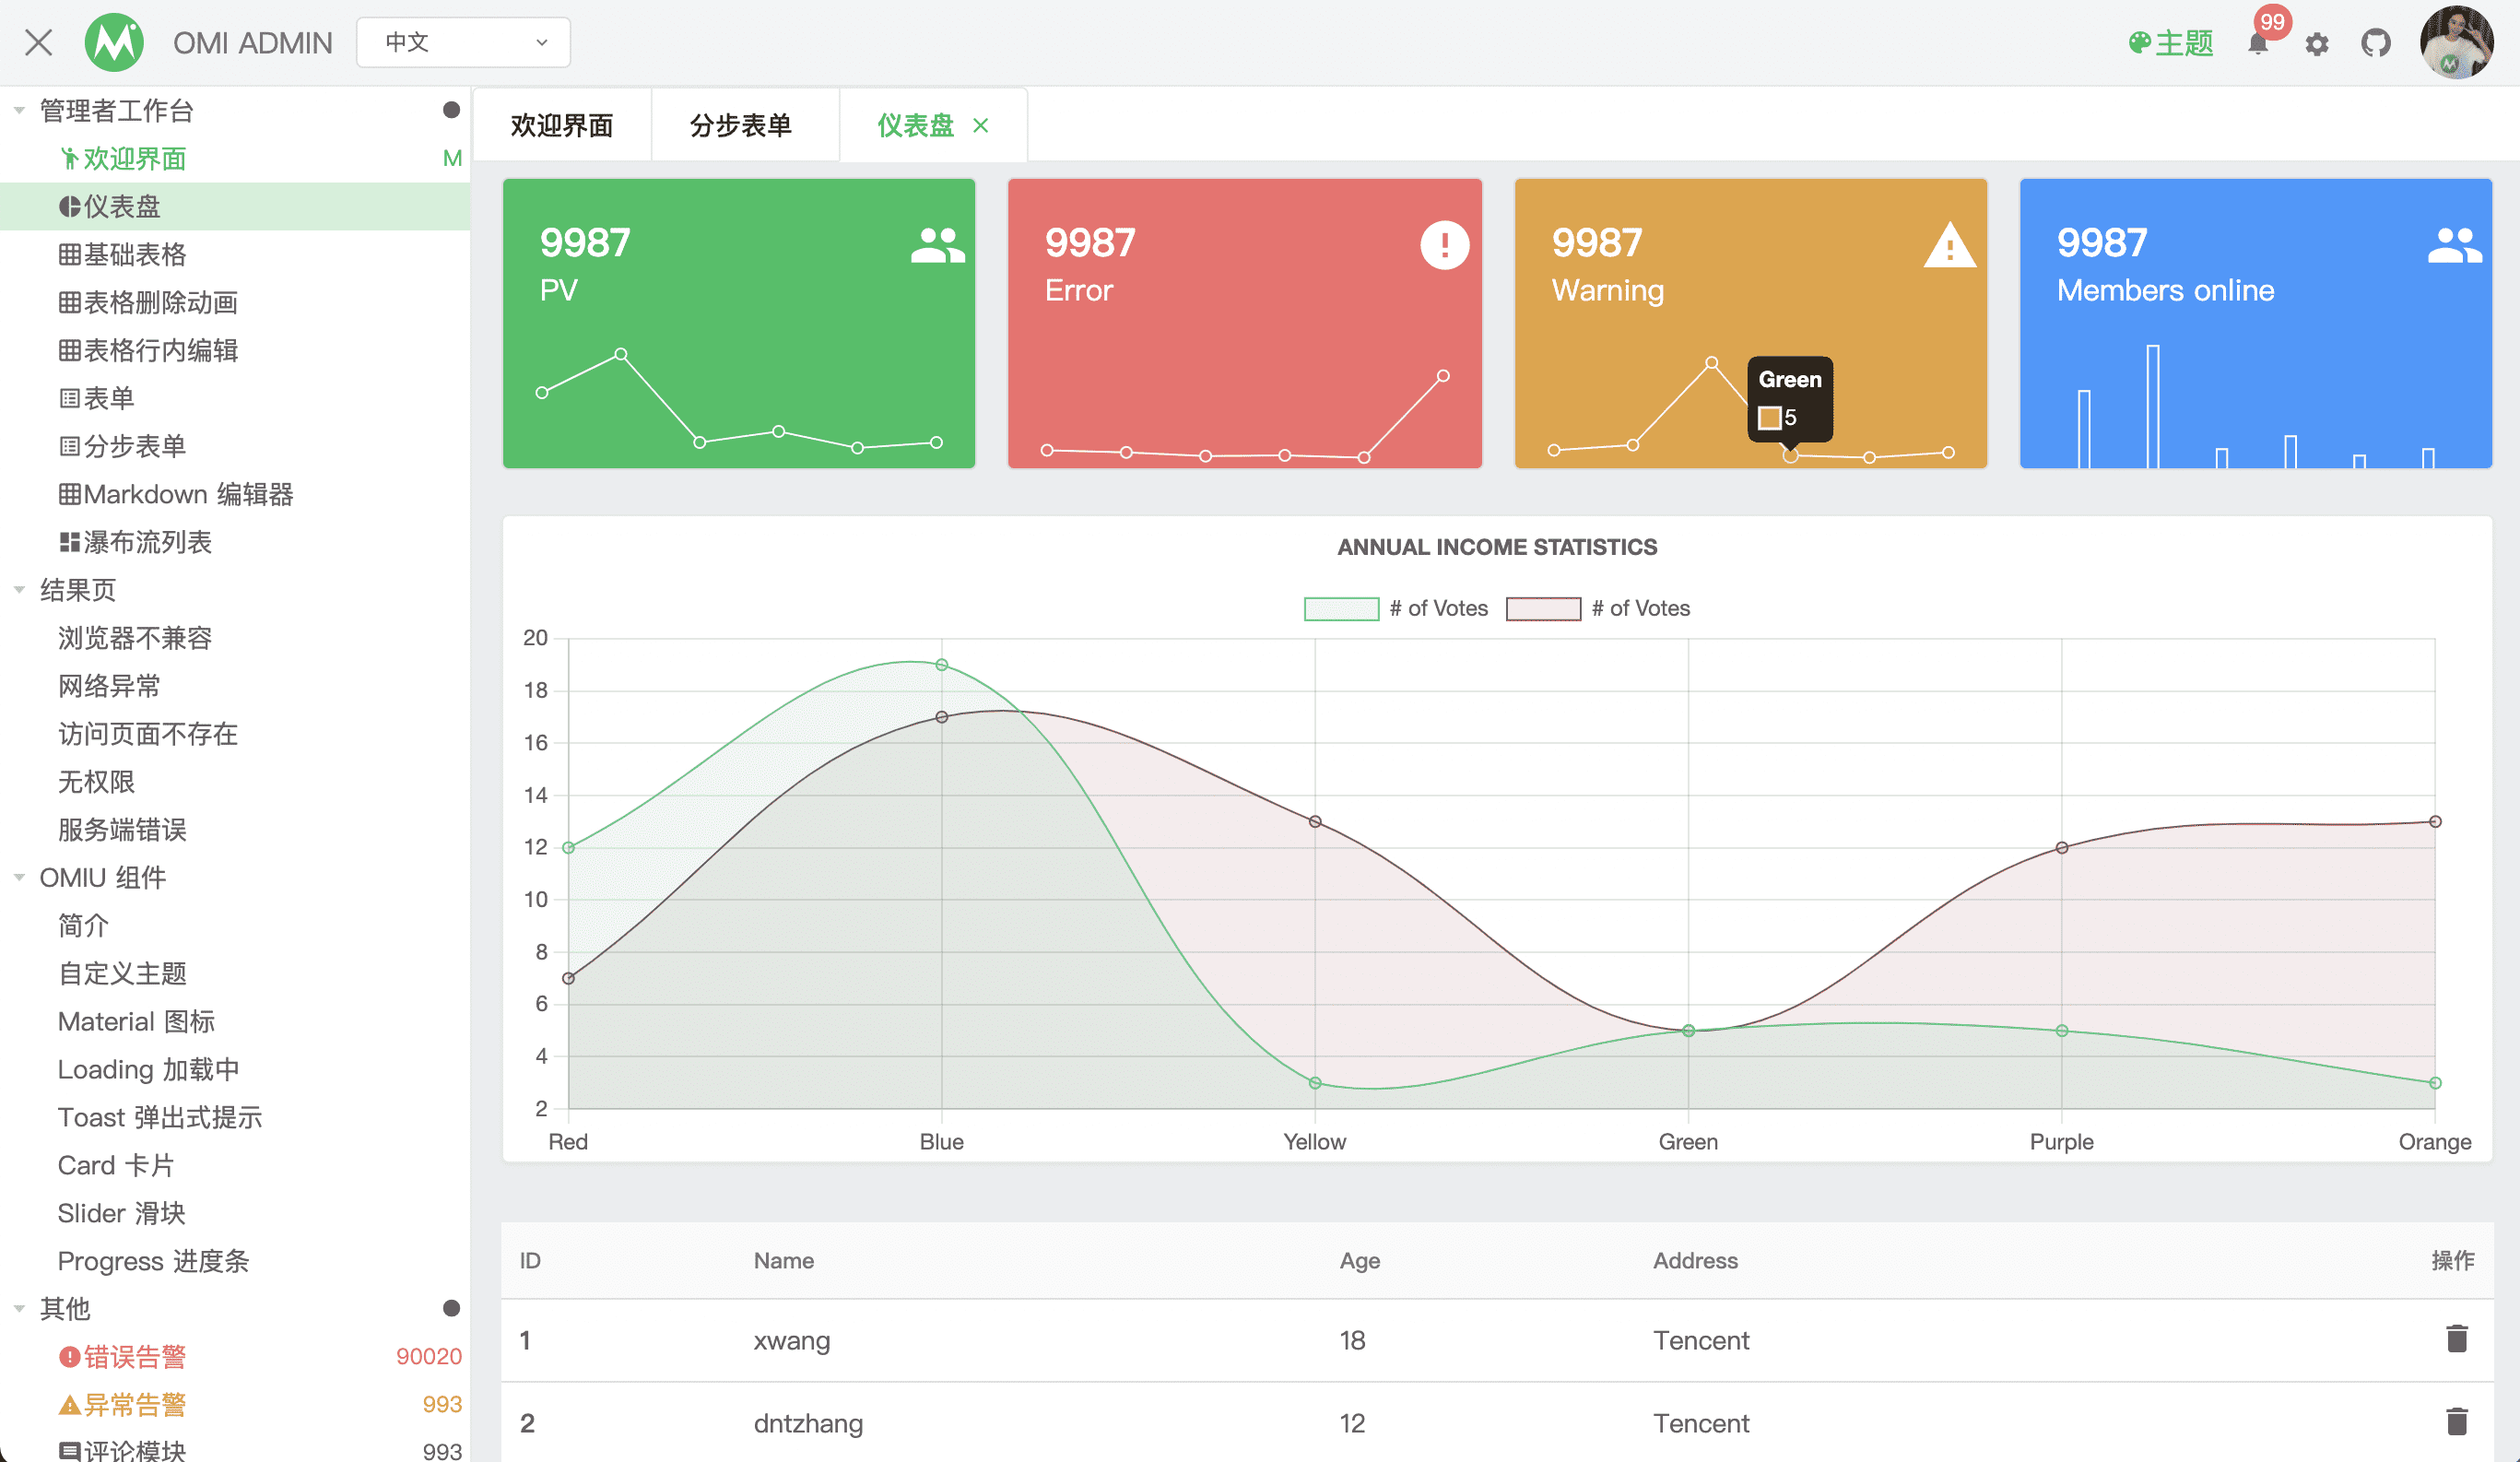 OMI ADMIN
中文
主题
99
管理者工作台
欢迎界面 M
仪表盘
基础表格
表格删除动画
表格行内编辑
表单
分步表单
Markdown 编辑器
瀑布流列表
结果页
浏览器不兼容
网络异常
访问页面不存在
无权限
服务端错误
OMIU 组件
简介
自定义主题
Material 图标
Loading 加载中
Toast 弹出式提示
Card 卡片
Slider 滑块
Progress 进度条
其他
错误告警 90020
异常告警 993
评论模块 993
欢迎界面 分步表单 仪表盘
9987
PV
9987
Error
9987
Warning
Green
5
9987
Members online
ANNUAL INCOME STATISTICS
# of Votes # of Votes
20
18
16
14
12
10
8
6
4
2
Red Blue Yellow Green Purple Orange
ID Name Age Address 操作
1 xwang 18 Tencent
2 dntzhang 12 Tencent